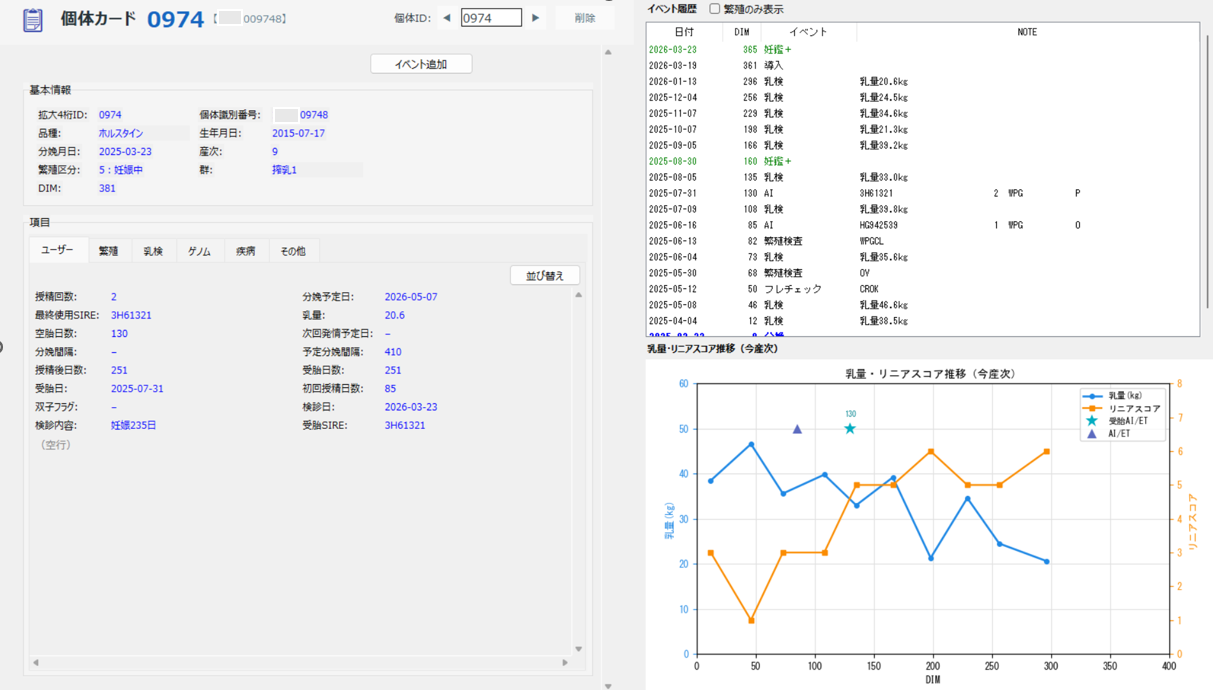 個体カード 0974 【 009748】
個体ID: ◀ 0974 ▶ 削除
イベント追加
基本情報
拡大4桁ID: 0974 個体識別番号: 09748
品種: ホルスタイン 生年月日: 2015-07-17
分娩月日: 2025-03-23 産次: 9
繁殖区分: 5：妊娠中 群: 搾乳1
DIM: 381
項目
ユーザー 繁殖 乳検 ゲノム 疾病 その他
並び替え
授精回数: 2 分娩予定日: 2026-05-07
最終使用SIRE: 3H61321 乳量: 20.6
空胎日数: 130 次回発情予定日: –
分娩間隔: – 予定分娩間隔: 410
授精後日数: 251 受胎日数: 251
受胎日: 2025-07-31 初回授精日数: 85
双子フラグ: – 検診日: 2026-03-23
検診内容: 妊娠235日 受胎SIRE: 3H61321
（空行）
イベント履歴 繁殖のみ表示
日付 DIM イベント NOTE
2026-03-23 365 妊鑑＋
2026-03-19 361 導入
2026-01-13 296 乳検 乳量20.6kg
2025-12-04 256 乳検 乳量24.5kg
2025-11-07 229 乳検 乳量34.6kg
2025-10-07 198 乳検 乳量21.3kg
2025-09-05 166 乳検 乳量39.2kg
2025-08-30 160 妊鑑＋
2025-08-05 135 乳検 乳量33.0kg
2025-07-31 130 AI 3H61321 2 WPG P
2025-07-09 108 乳検 乳量39.8kg
2025-06-16 85 AI HG942539 1 WPG O
2025-06-13 82 繁殖検査 WPGCL
2025-06-04 73 乳検 乳量35.6kg
2025-05-30 68 繁殖検査 OV
2025-05-12 50 フレチェック CROK
2025-05-08 46 乳検 乳量46.6kg
2025-04-04 12 乳検 乳量38.5kg
2025-03-23 0 分娩
乳量・リニアスコア推移（今産次）
乳量・リニアスコア推移（今産次）
乳量(kg)
リニアスコア
受胎AI/ET
AI/ET
130
乳量(kg)
60
50
40
30
20
10
0
リニアスコア
8
7
6
5
4
3
2
1
0
0 50 100 150 200 250 300 350 400
DIM